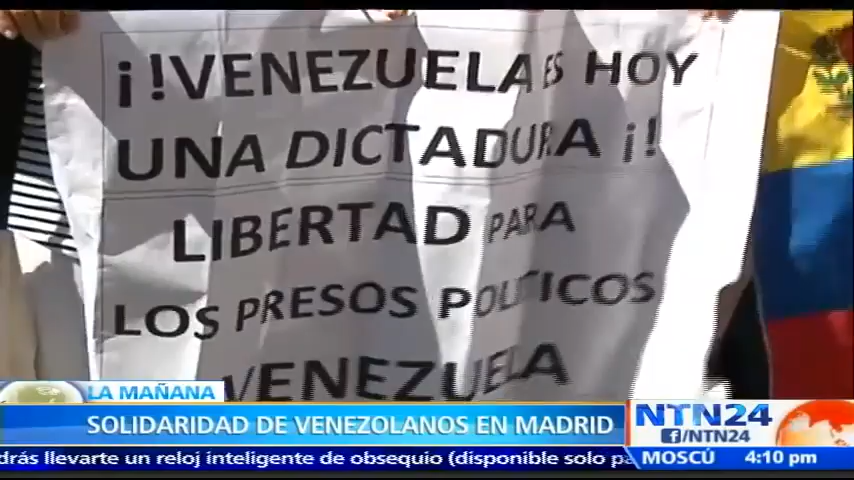 ¡!VENEZUELA ES HOY
UNA DICTADURA ¡!
LIBERTAD PARA
LOS PRESOS POLITICOS
VENEZUELA
LA MAÑANA
SOLIDARIDAD DE VENEZOLANOS EN MADRID
NTN24
f/NTN24
drás llevarte un reloj inteligente de obsequio (disponible solo pa
MOSCÚ 4:10 pm